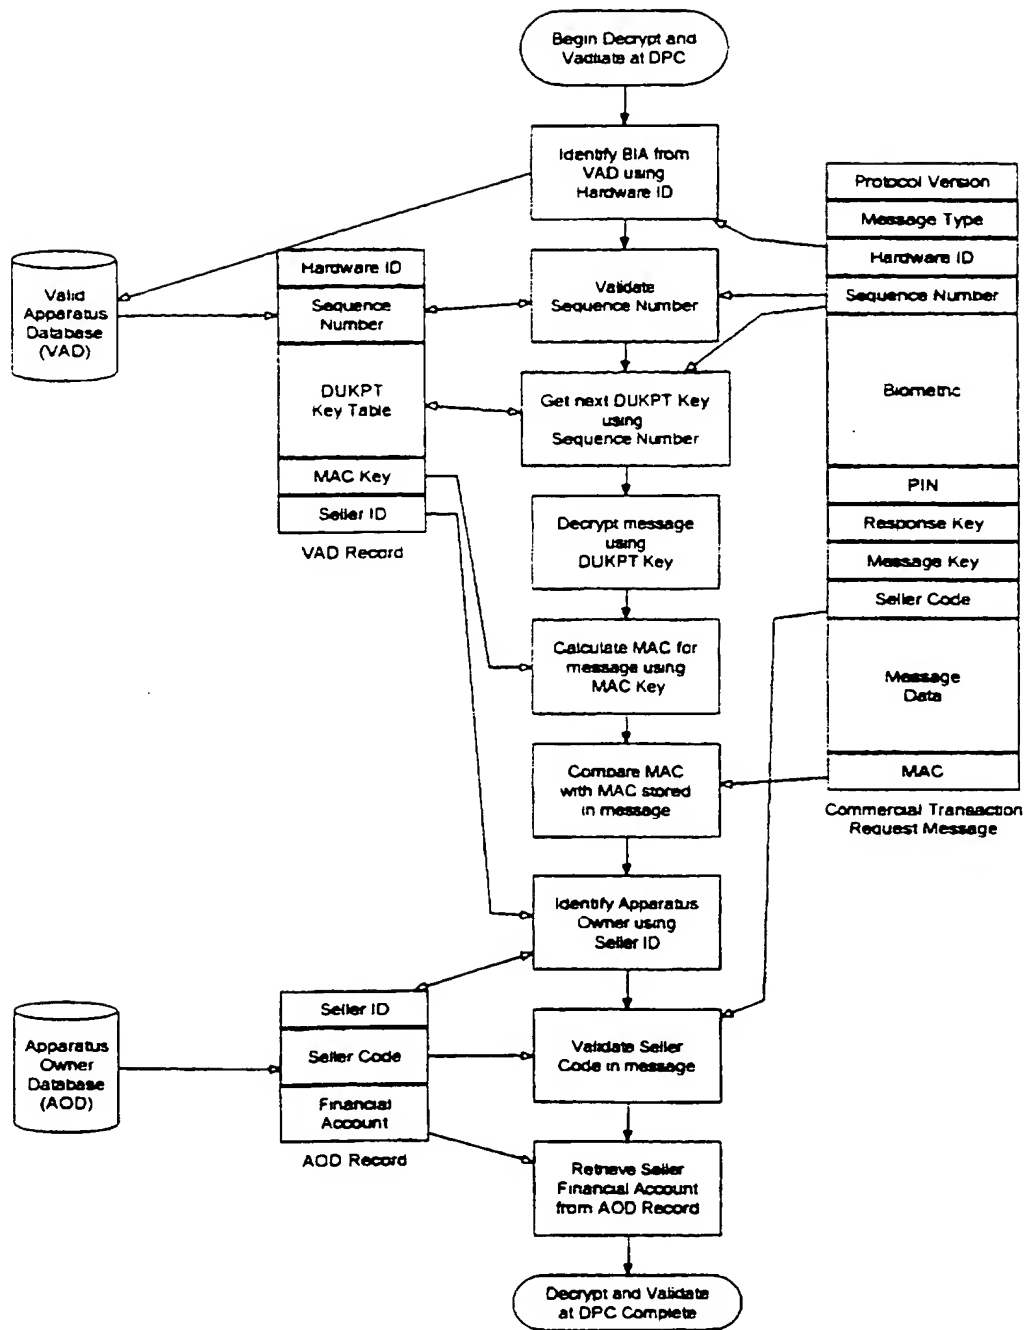 Begin Decrypt and
Vadliate at DPC
Identify BIA from
VAD using
Hardware ID
Validate
Sequence Number
Get next DUKPT Key
using
Sequence Number
Decrypt message
using
DUKPT Key
Calculate MAC for
message using
MAC Key
Compare MAC
with MAC stored
in message
Identify Apparatus
Owner using
Seller ID
Validate Seller
Code in message
Retrieve Seller
Financial Account
from AOD Record
Decrypt and Validate
at DPC Complete
Valid
Apparatus
Database
(VAD)
Hardware ID
Sequence
Number
DUKPT
Key Table
MAC Key
Seller ID
VAD Record
Apparatus
Owner
Database
(AOD)
Seller ID
Seller Code
Financial
Account
AOD Record
Protocol Version
Message Type
Hardware ID
Sequence Number
Biometric
PIN
Response Key
Message Key
Seller Code
Message
Data
MAC
Commercial Transaction
Request Message